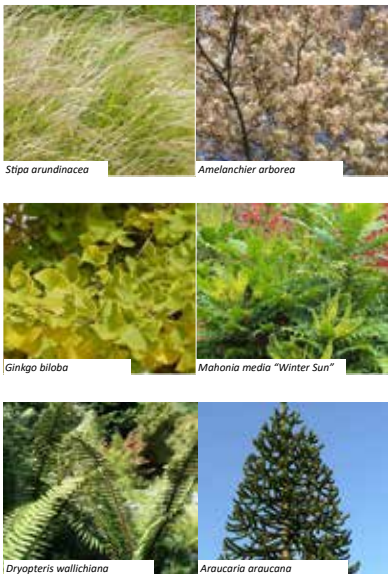 Stipa arundinacea
Amelanchier arborea
Ginkgo biloba
Mahonia media “Winter Sun”
Dryopteris wallichiana
Araucaria araucana